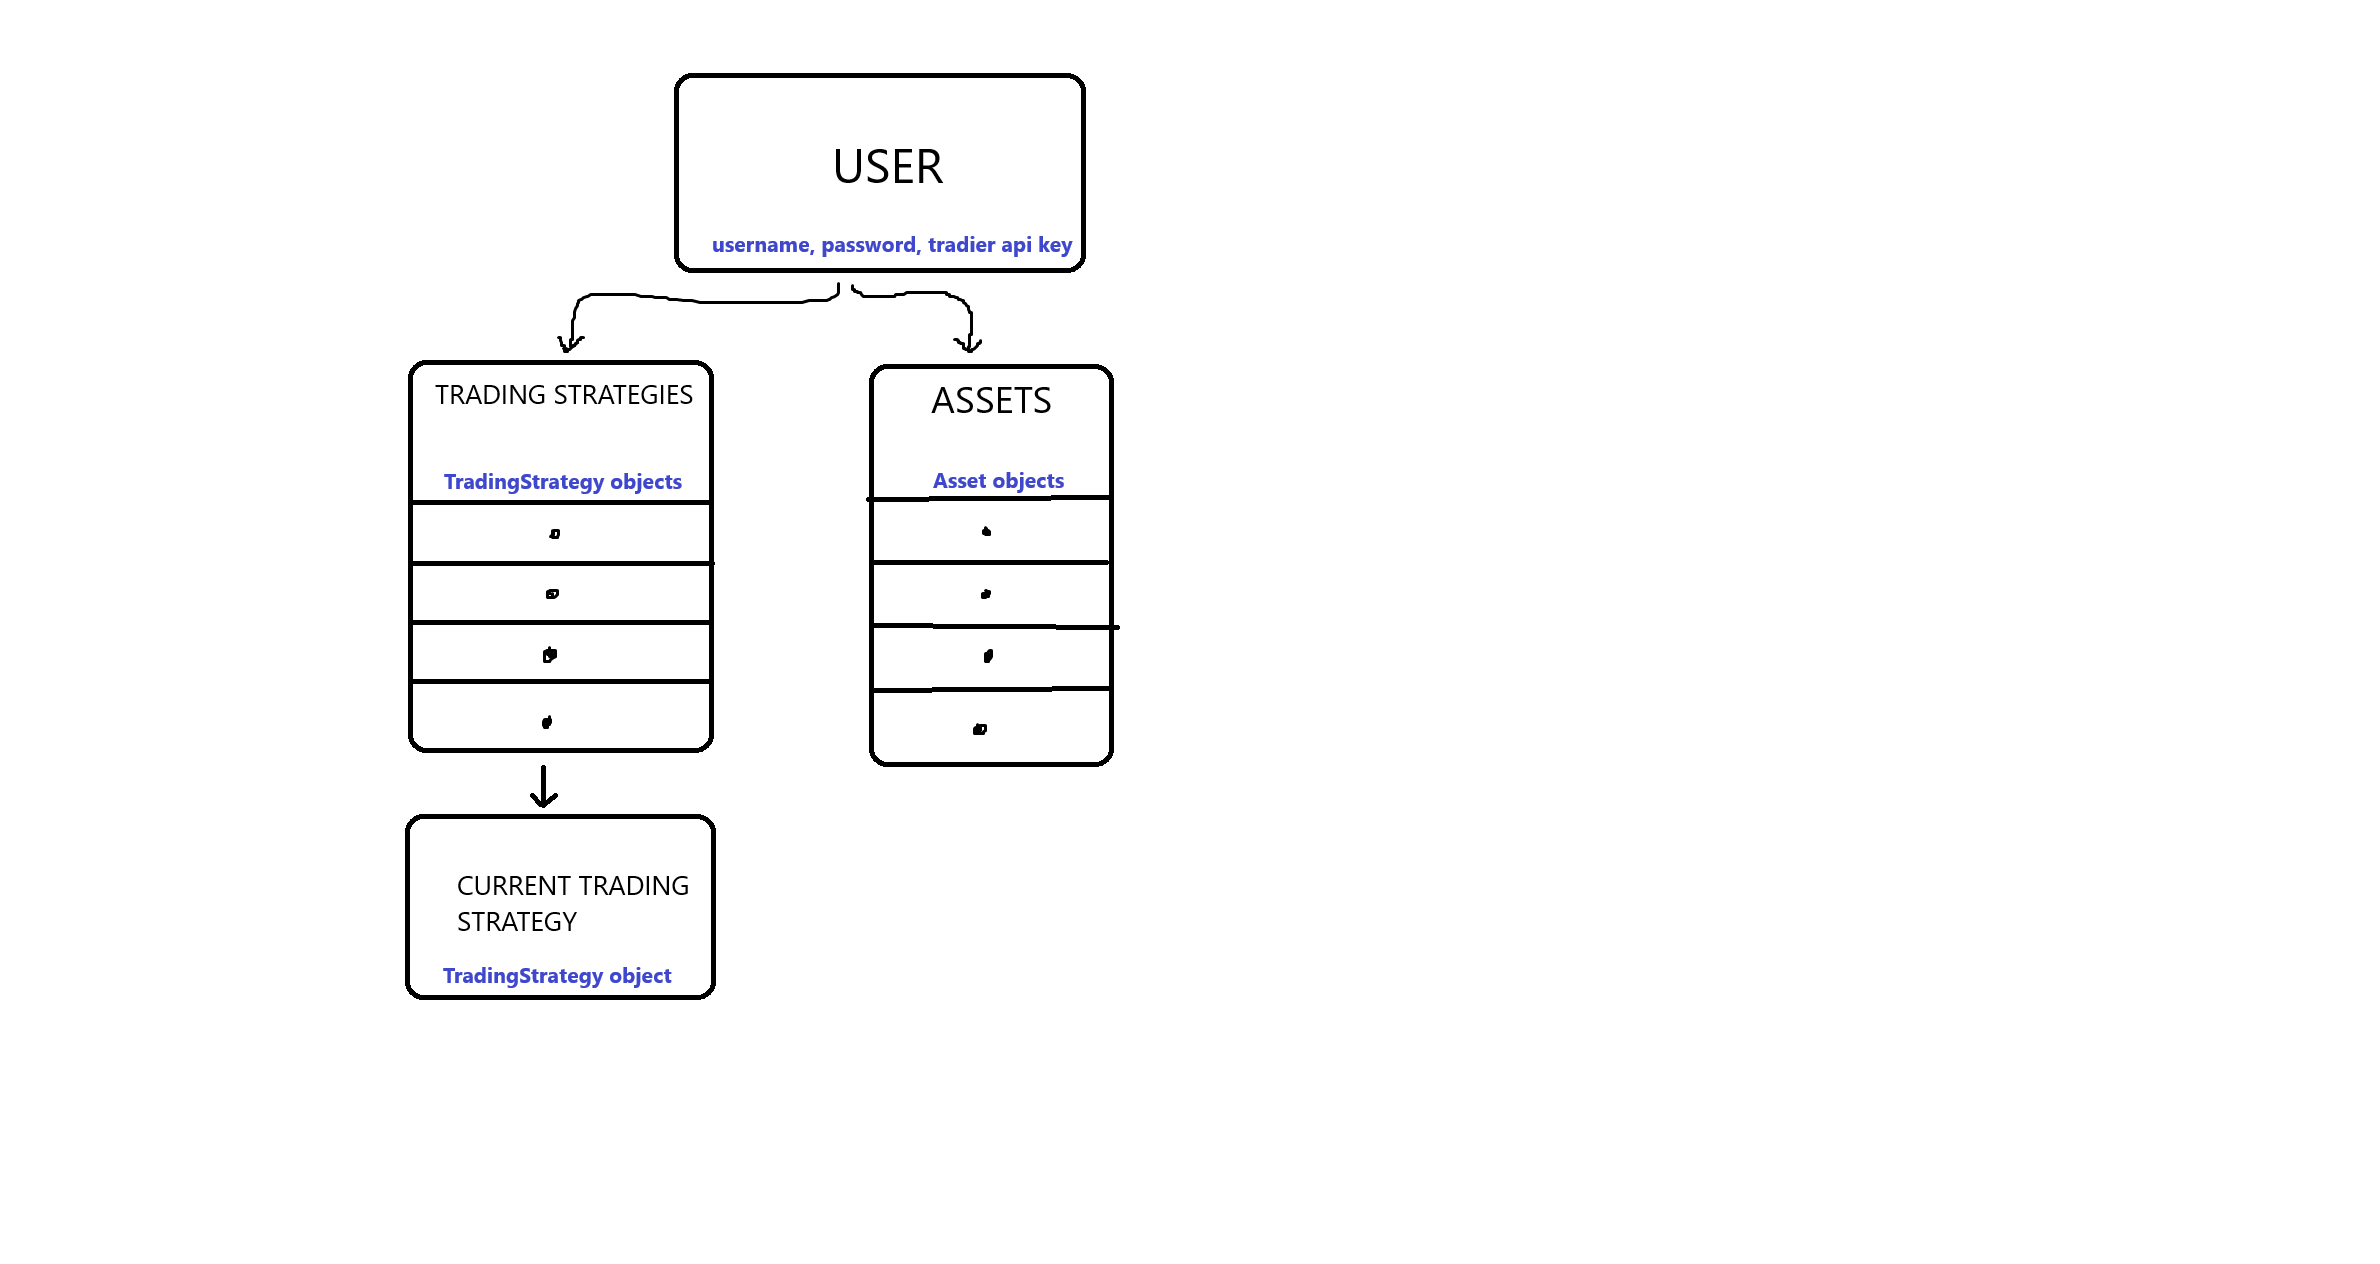 USER
username, password, tradier api key
TRADING STRATEGIES
TradingStrategy objects
ASSETS
Asset objects
CURRENT TRADING
STRATEGY
TradingStrategy object